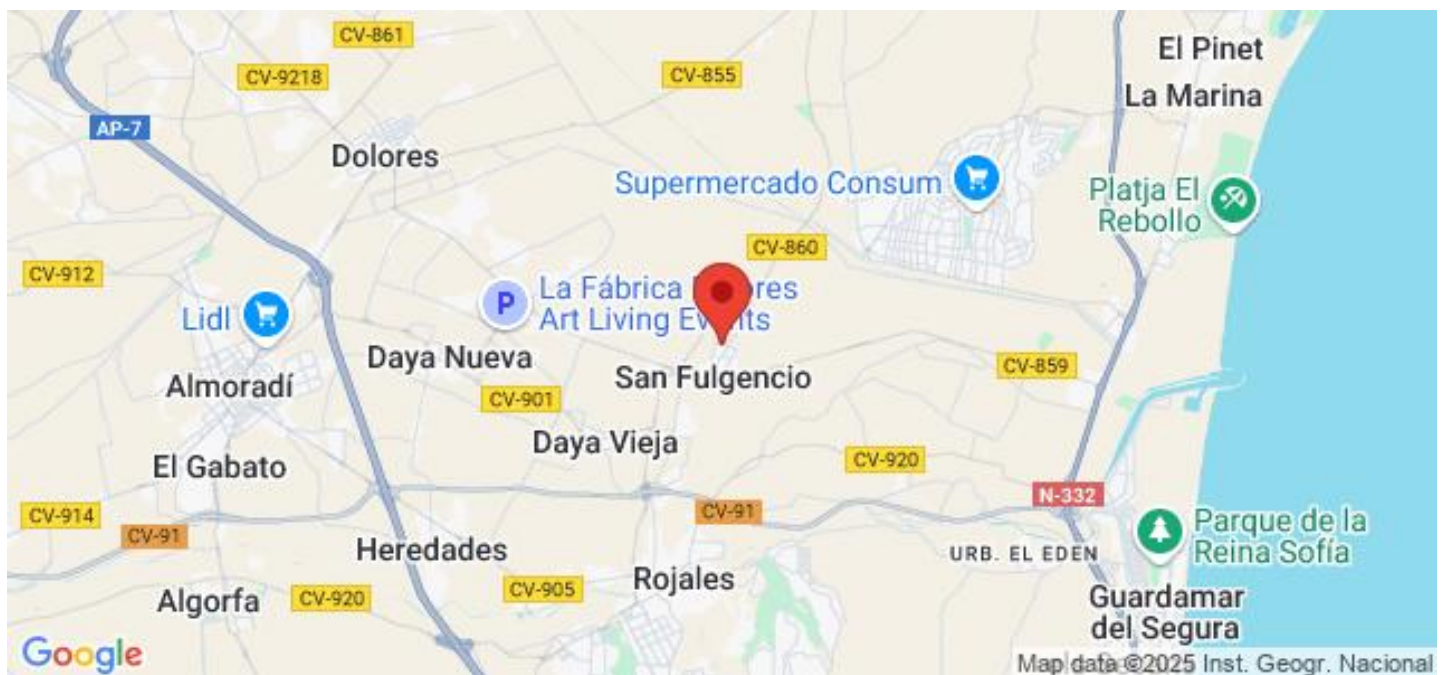 CV-861
El Pinet
CV-9218
CV-855
La Marina
AP-7
Dolores
Supermercado Consum
Platja El
Rebollo
CV-860
CV-912
La Fábrica
Art Living
P
Lidl
Daya Nueva
CV-859
San Fulgencio
Almoradí
CV-901
Daya Vieja
CV-920
El Gabato
N-332
CV-914
CV-91
CV-91
Parque de la
Reina Sofía
Heredades
URB. EL EDEN
Rojales
CV-905
CV-920
Algorfa
Guardamar
del Segura
Google
Map data ©2025 Inst. Geogr. Nacional